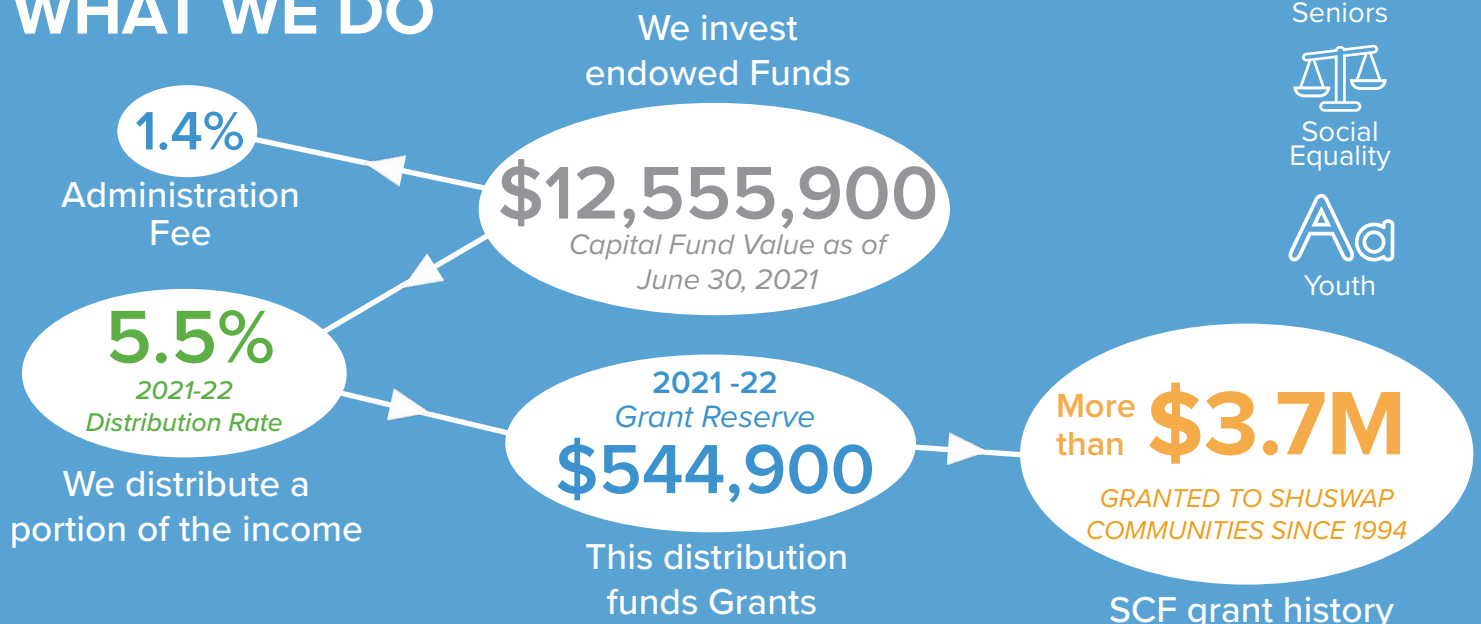 WHAT WE DO
1.4%
Administration
Fee
We invest
endowed Funds
$12,555,900
Capital Fund Value as of
June 30, 2021
5.5%
2021-22
Distribution Rate
We distribute a
portion of the income
2021 -22
Grant Reserve
$544,900
This distribution
funds Grants
More
than $3.7M
GRANTED TO SHUSWAP
COMMUNITIES SINCE 1994
SCF grant history
Seniors
Social
Equality
Aa
Youth